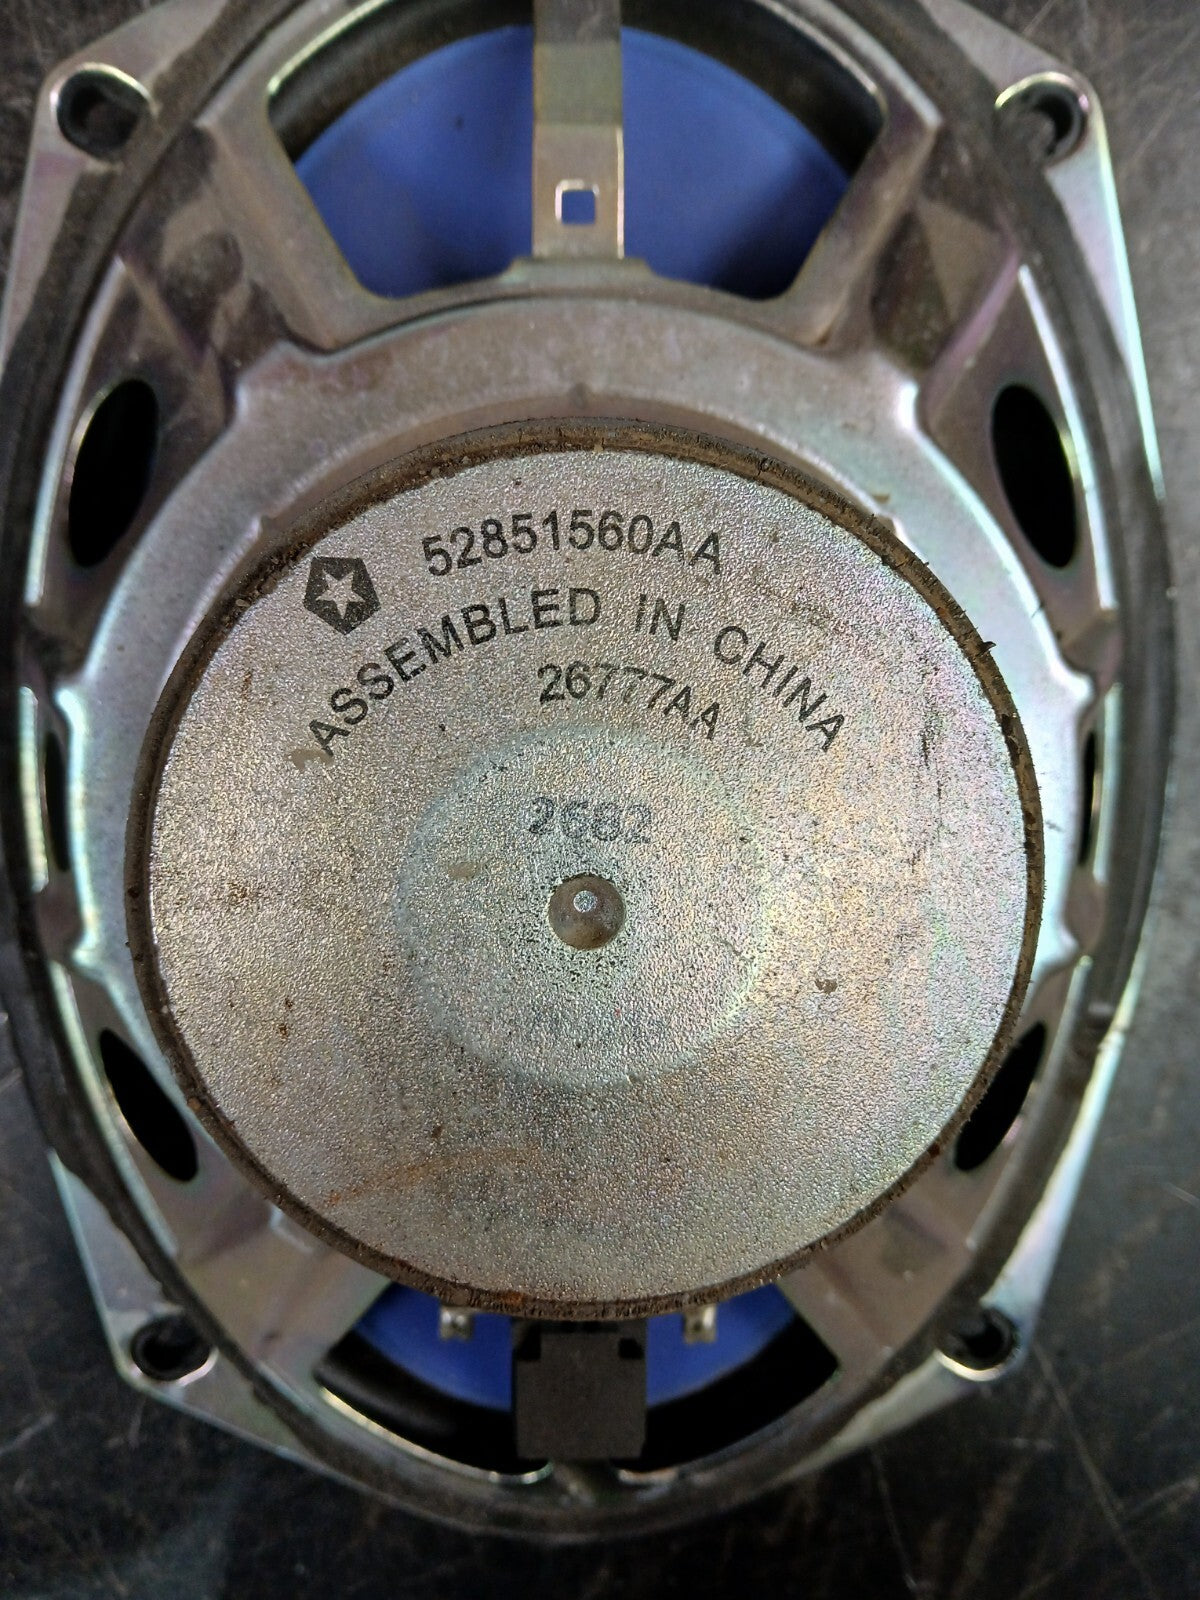 52851560AA
ASSEMBLED IN CHINA
26777AA
2682